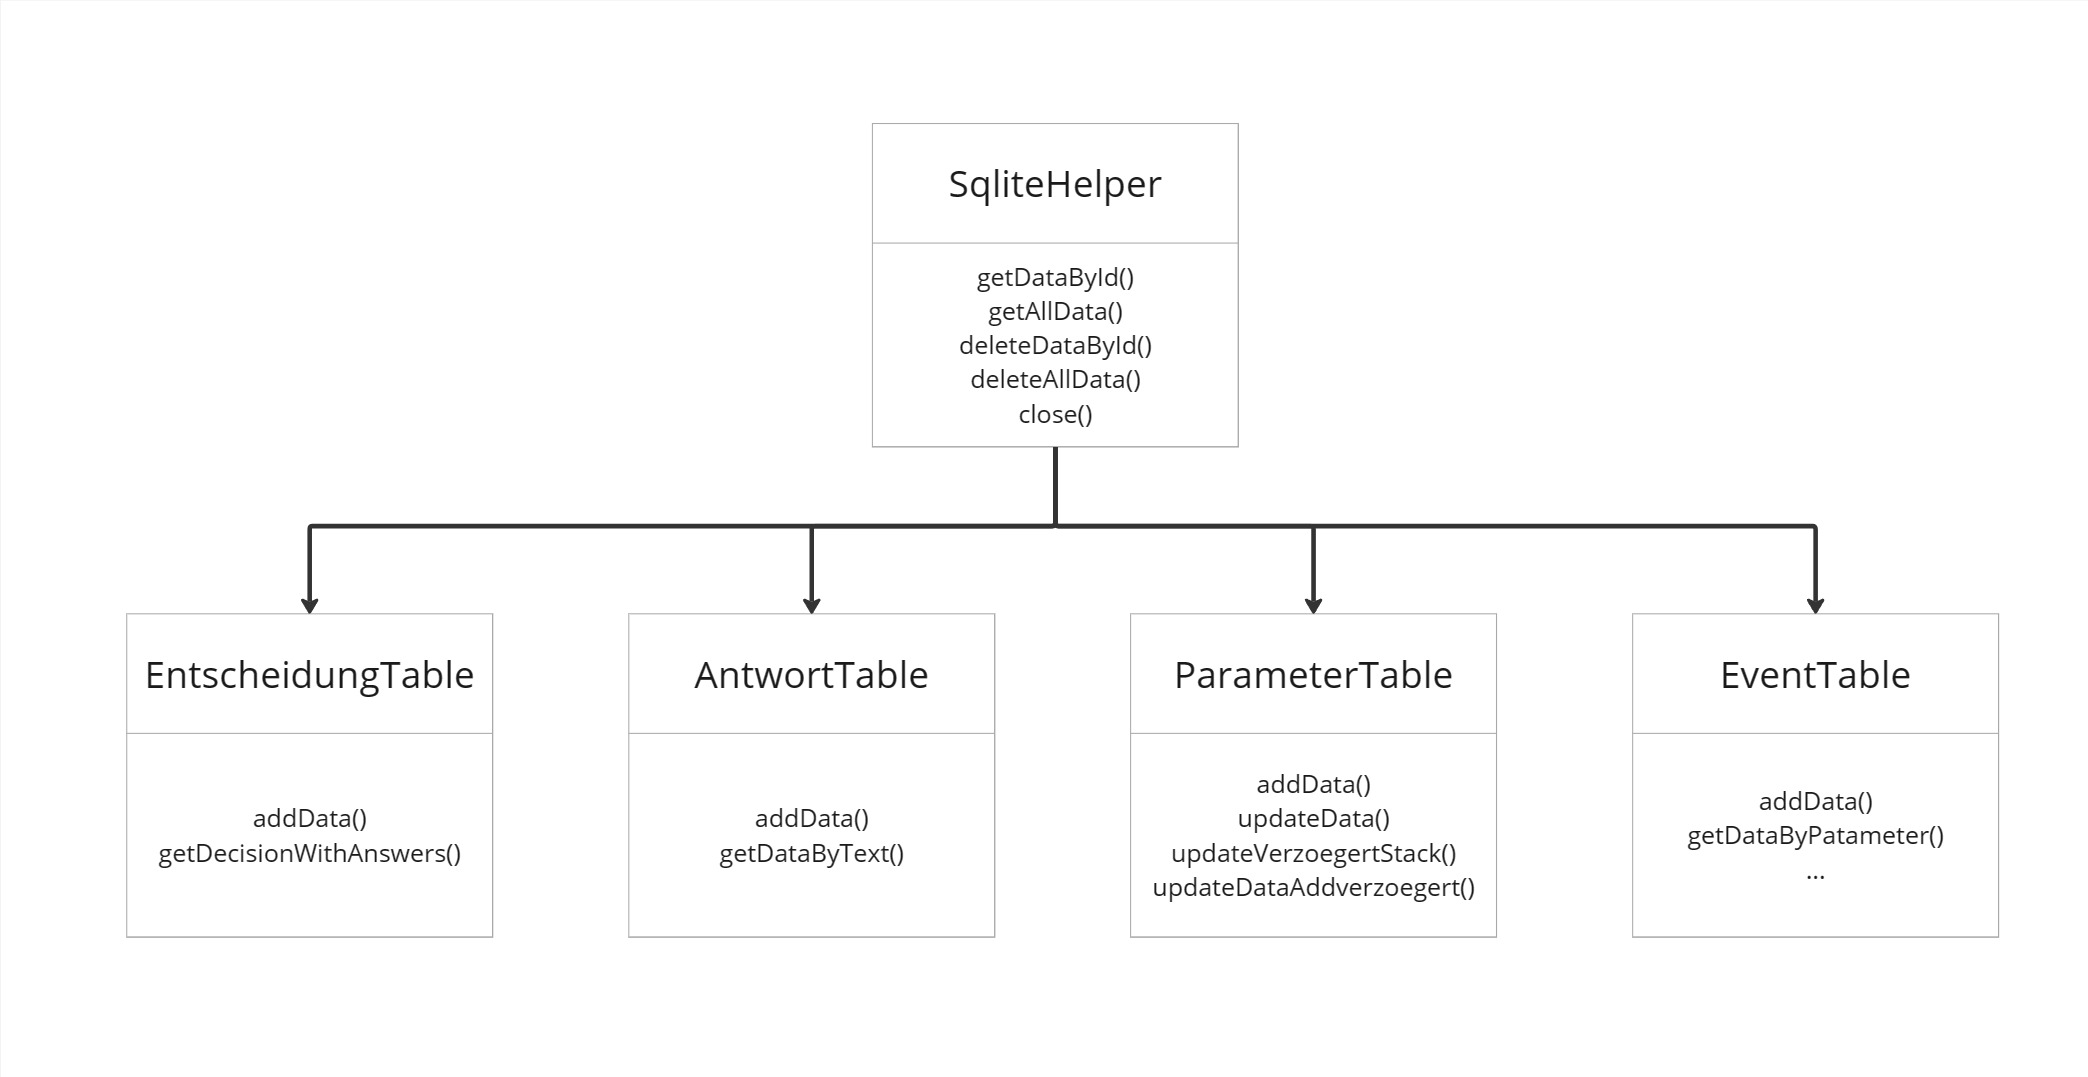 SqliteHelper
getDataById()
getAllData()
deleteDataById()
deleteAllData()
close()
EntscheidungTable
addData()
getDecisionWithAnswers()
AntwortTable
addData()
getDataByText()
ParameterTable
addData()
updateData()
updateVerzoegertStack()
updateDataAddverzoegert()
EventTable
addData()
getDataByPatameter()
...